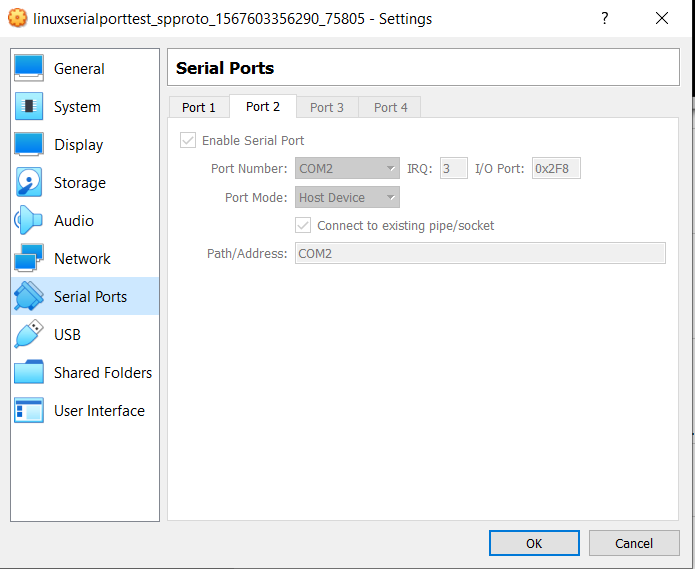 linuxserialporttest_spproto_1567603356290_75805 - Settings ?
General
System
Display
Storage
Audio
Network
Serial Ports
USB
Shared Folders
User Interface
Serial Ports
Port 1 Port 2 Port 3 Port 4
Enable Serial Port
Port Number: COM2 IRQ: 3 I/O Port: 0x2F8
Port Mode: Host Device
Connect to existing pipe/socket
Path/Address: COM2
OK Cancel